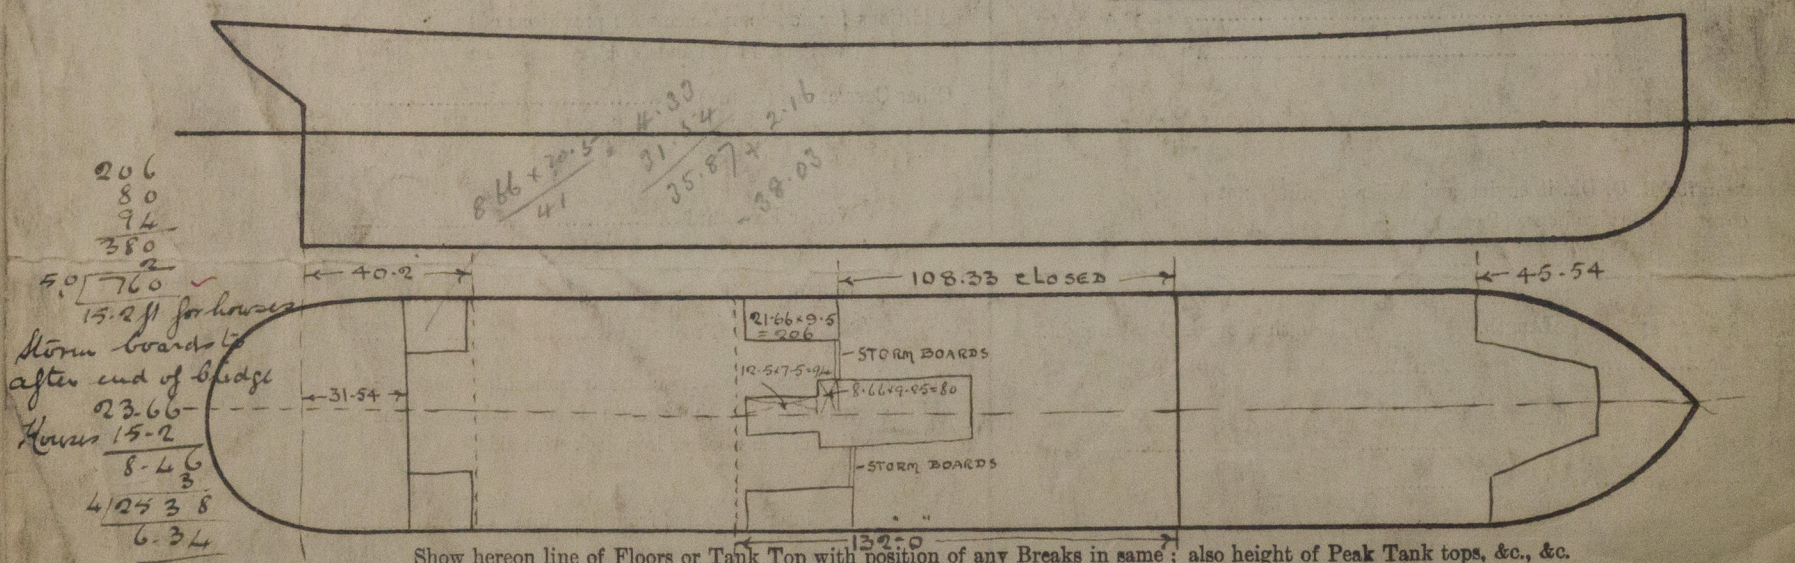 8.66 × 30.5 = 4.33
41
31.54
35.87 + 2.16
= 38.03
206
80
94
380
2
5.0 760
15.2 ft for houses
Storm boards to
after end of bridge
23.66
Houses 15-2
8-46
3
4/2538
6.34
40.2
108.33 CLOSED
45.54
31.54
21.66×9.5
= 206
STORM BOARDS
12.5×7.5=94
8.66×9.25=80
STORM BOARDS
132-0
Show hereon line of Floors or Tank Top with position of any Breaks in same; also height of Peak Tank tops, &c., &c.